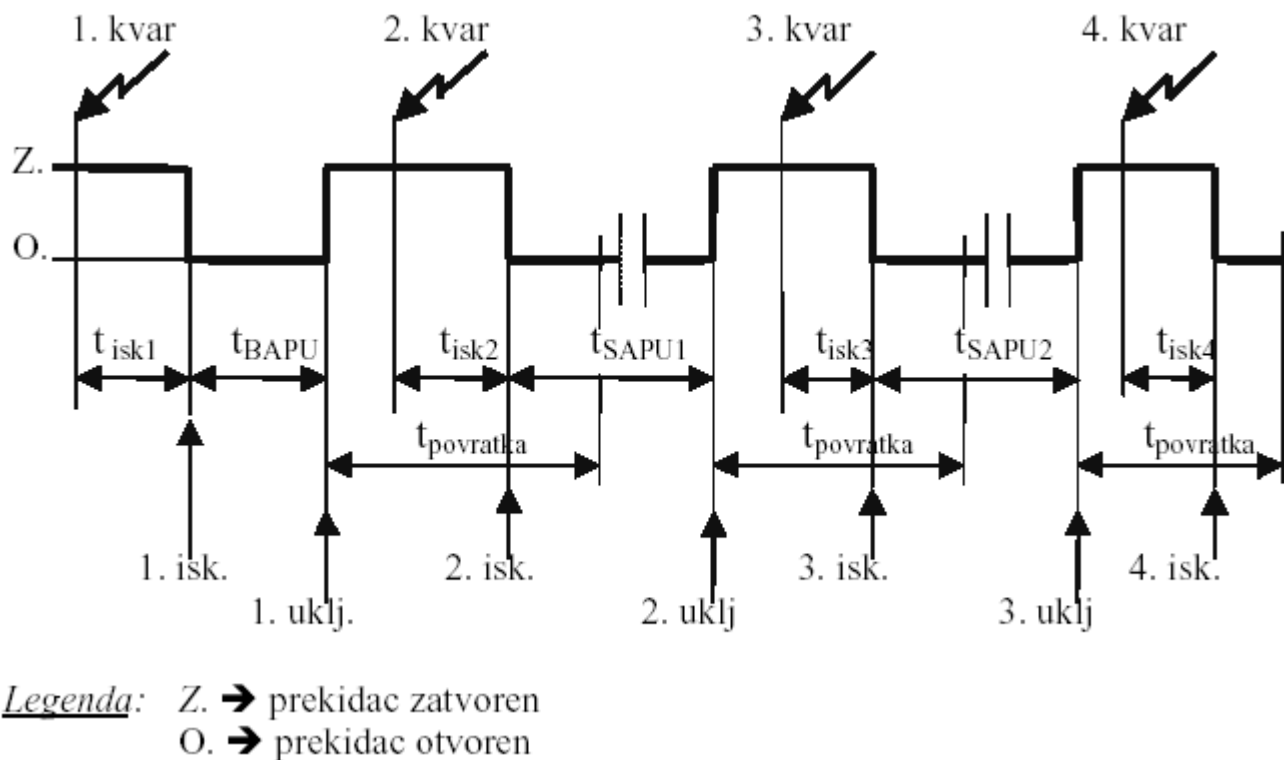 1. kvar 2. kvar 3. kvar 4. kvar
Z.
O.
t isk1 tBAPU tisk2 tSAPU1 tisk3 tSAPU2 tisk4
tpovratka tpovratka tpovratka
1. isk. 2. isk. 3. isk. 4. isk.
1. uklj. 2. uklj 3. uklj
Legenda: Z. ➔ prekidac zatvoren
O. ➔ prekidac otvoren